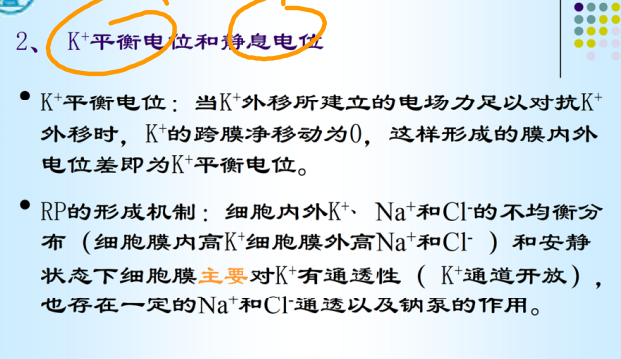 2、 K⁺平衡电位和静息电位
• K⁺平衡电位：当K⁺外移所建立的电场力足以对抗K⁺
外移时，K⁺的跨膜净移动为0，这样形成的膜内外
电位差即为K⁺平衡电位。
• RP的形成机制：细胞内外K⁺、 Na⁺和Cl⁻的不均衡分
布（细胞膜内高K⁺细胞膜外高Na⁺和Cl⁻ ）和安静
状态下细胞膜主要对K⁺有通透性（ K⁺通道开放），
也存在一定的Na⁺和Cl⁻通透以及钠泵的作用。